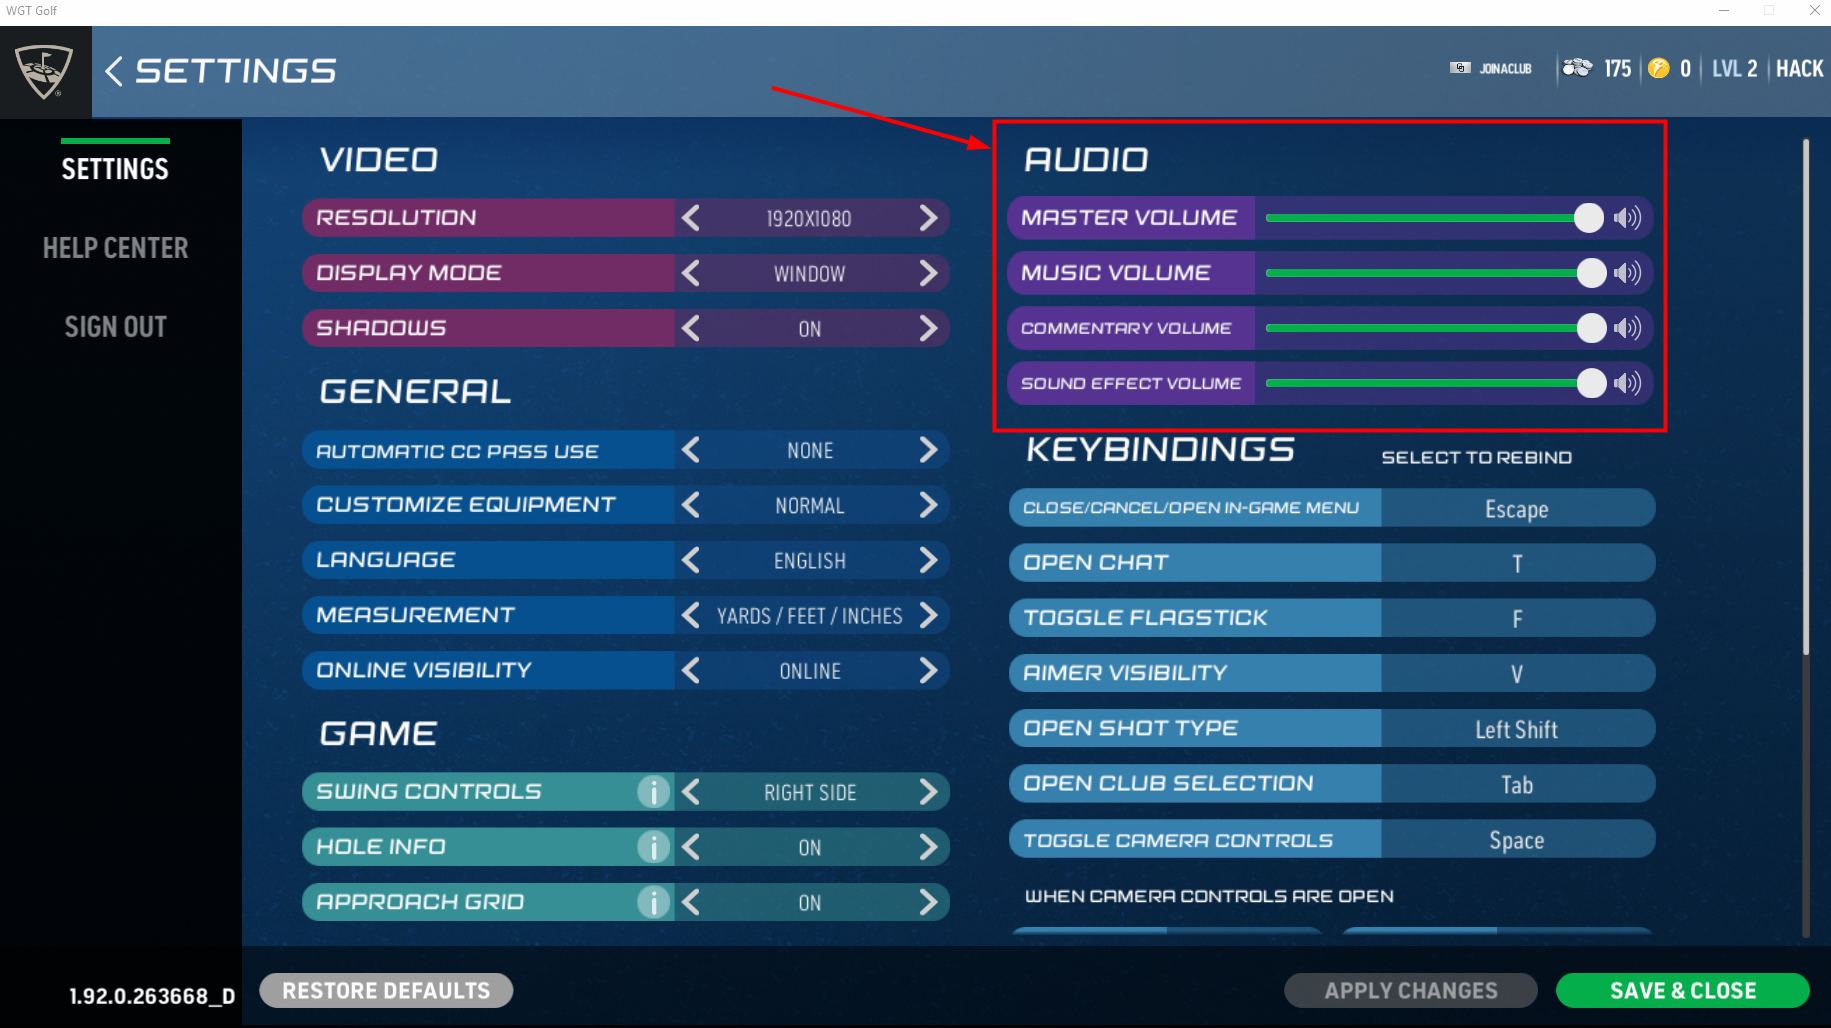 WGT Golf
SETTINGS
JOIN A CLUB
175
0
LVL 2
HACK
SETTINGS
HELP CENTER
SIGN OUT
VIDEO
RESOLUTION 1920X1080
DISPLAY MODE WINDOW
SHADOWS ON
GENERAL
AUTOMATIC CC PASS USE NONE
CUSTOMIZE EQUIPMENT NORMAL
LANGUAGE ENGLISH
MEASUREMENT YARDS / FEET / INCHES
ONLINE VISIBILITY ONLINE
GAME
SWING CONTROLS i RIGHT SIDE
HOLE INFO i ON
APPROACH GRID i ON
AUDIO
MASTER VOLUME
MUSIC VOLUME
COMMENTARY VOLUME
SOUND EFFECT VOLUME
KEYBINDINGS SELECT TO REBIND
CLOSE/CANCEL/OPEN IN-GAME MENU Escape
OPEN CHAT T
TOGGLE FLAGSTICK F
AIMER VISIBILITY V
OPEN SHOT TYPE Left Shift
OPEN CLUB SELECTION Tab
TOGGLE CAMERA CONTROLS Space
WHEN CAMERA CONTROLS ARE OPEN
1.92.0.263668_D
RESTORE DEFAULTS
APPLY CHANGES
SAVE & CLOSE